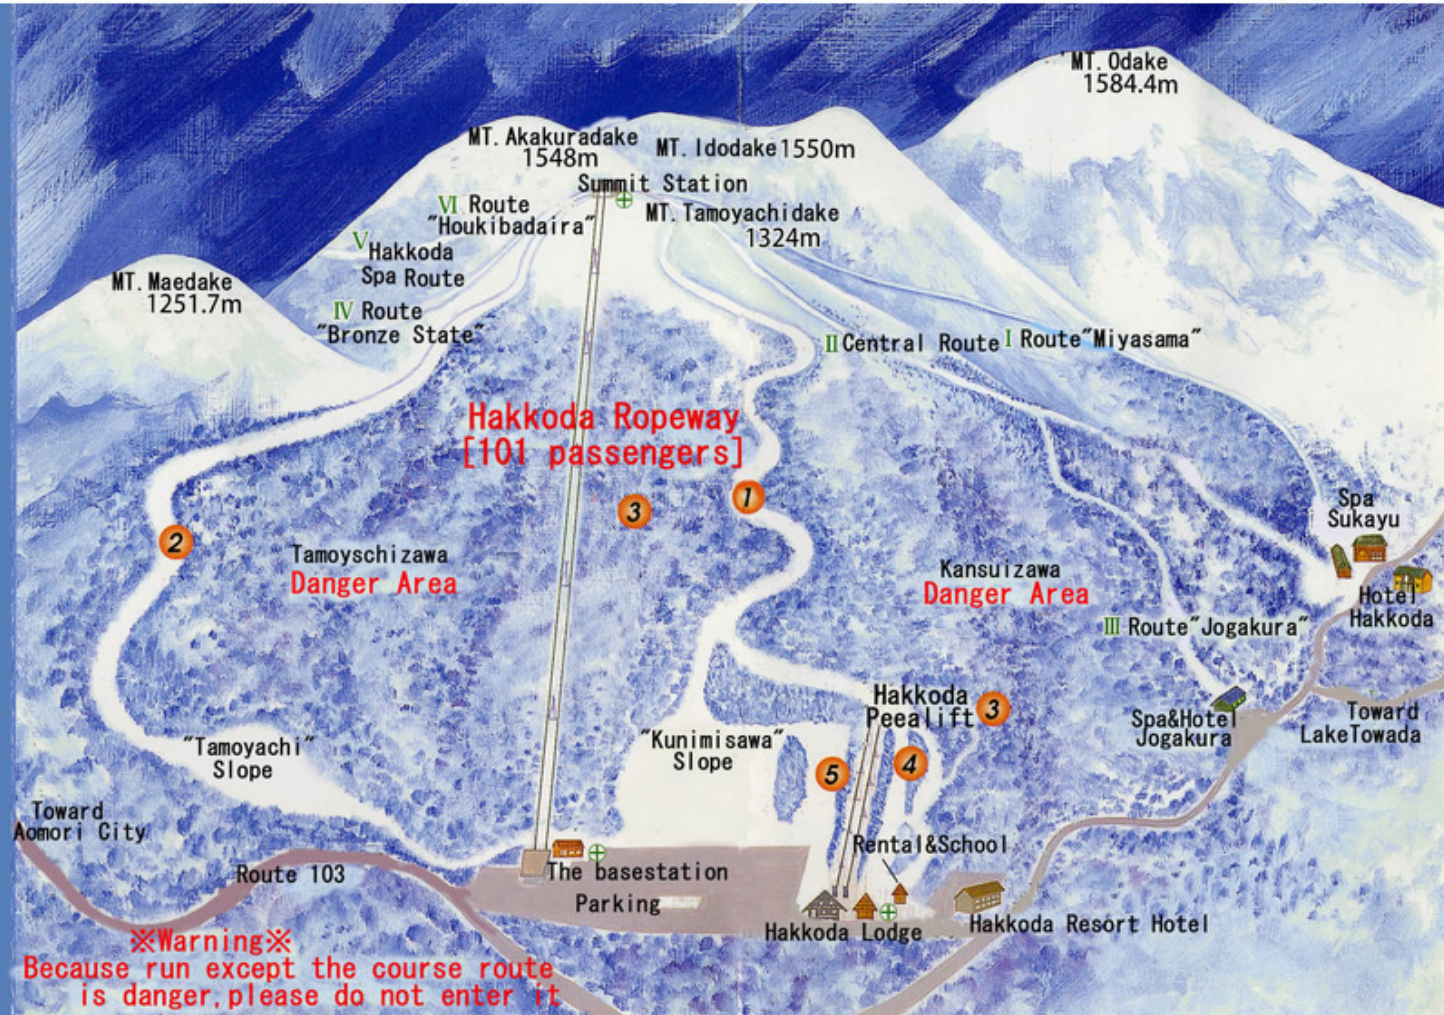 MT. Odake
1584.4m
MT. Akakuradake
1548m
MT. Idodake 1550m
Summit Station
MT. Tamoyachidake
1324m
Ⅵ Route
"Houkibadaira"
Ⅴ
Hakkoda
Spa Route
MT. Maedake
1251.7m
Ⅳ Route
"Bronze State"
Ⅱ Central Route
Ⅰ Route"Miyasama"
Hakkoda Ropeway
[101 passengers]
1
3
2
Spa
Sukayu
Tamoyschizawa
Danger Area
Kansuizawa
Danger Area
Hotel
Hakkoda
Ⅲ Route"Jogakura"
Hakkoda
Peealift
3
Spa&Hotel
Jogakura
Toward
LakeTowada
"Tamoyachi"
Slope
"Kunimisawa"
Slope
5
4
Toward
Aomori City
Rental&School
Route 103
The basestation
Parking
Hakkoda Lodge
Hakkoda Resort Hotel
※Warning※
Because run except the course route
is danger,please do not enter it